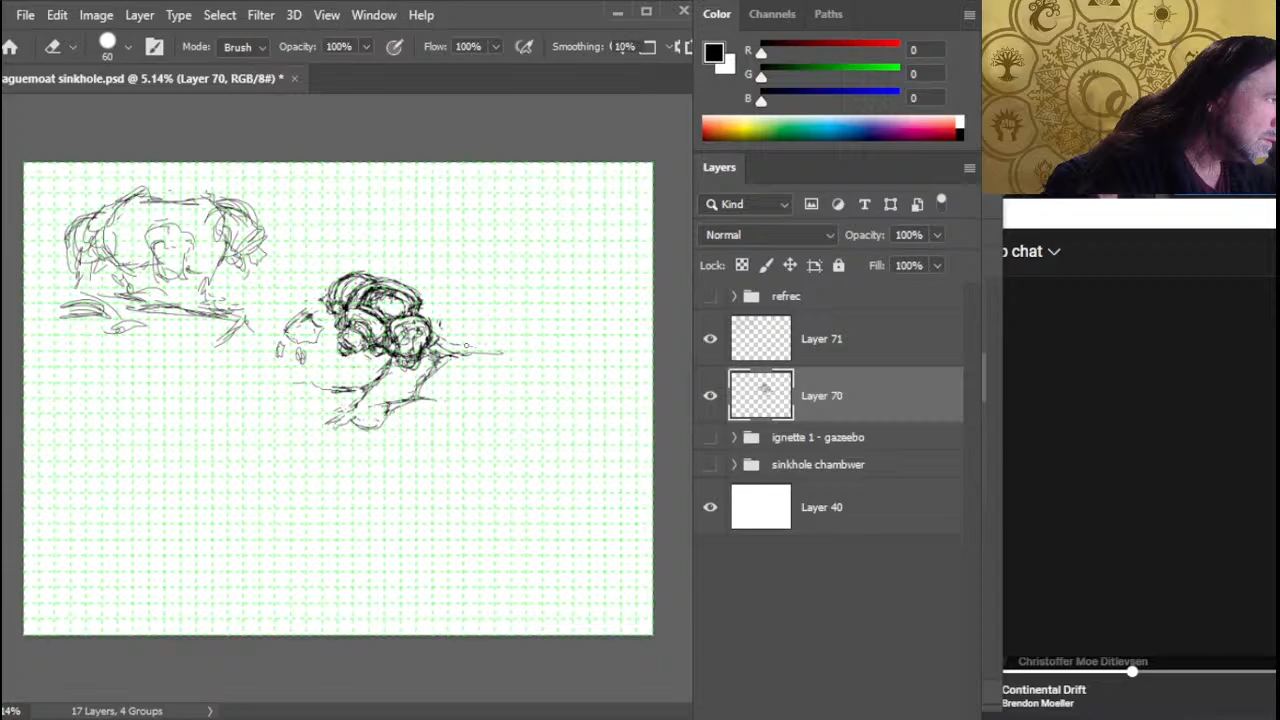 File Edit Image Layer Type Select Filter 3D View Window Help
60 Mode: Brush Opacity: 100% Flow: 100% Smoothing: 10%
aguemoat sinkhole.psd @ 5.14% (Layer 70, RGB/8#) * ×
14% 17 Layers, 4 Groups
Color Channels Paths
R 0
G 0
B 0
Layers
Kind
Normal Opacity: 100%
Lock: Fill: 100%
refrec
Layer 71
Layer 70
ignette 1 - gazeebo
sinkhole chambwer
Layer 40
p chat
Christoffer Moe Ditlevsen
Continental Drift
Brendon Moeller